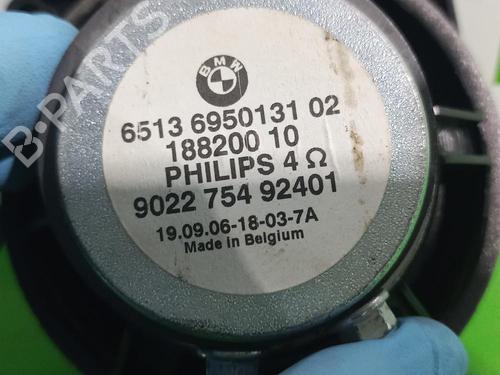 B-PARTS
BMW
6513 6950131 02
188200 10
PHILIPS 4 Ω
9022 754 92401
19.09.06-18-03-7A
Made in Belgium